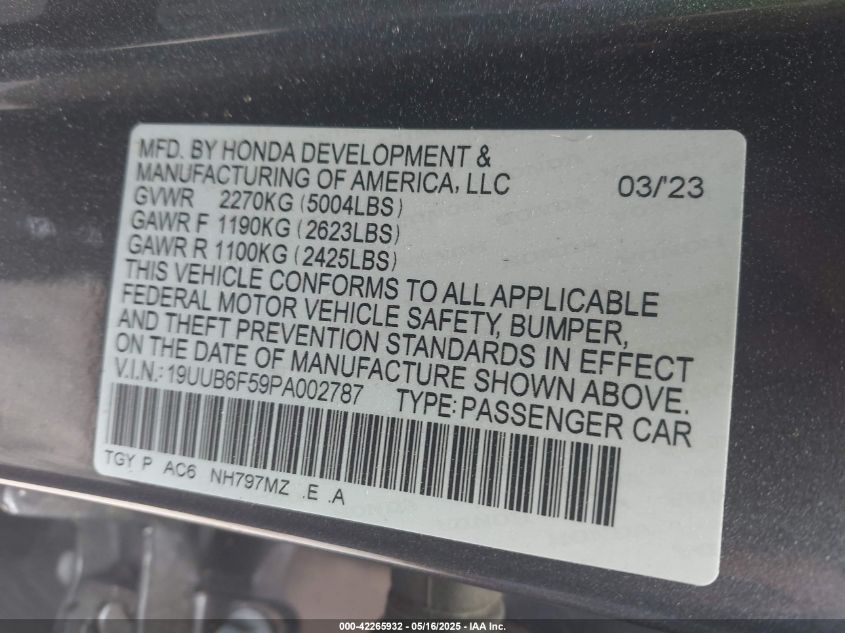 MFD. BY HONDA DEVELOPMENT &
MANUFACTURING OF AMERICA, LLC 03/'23
GVWR 2270KG (5004LBS)
GAWR F 1190KG (2623LBS)
GAWR R 1100KG (2425LBS)
THIS VEHICLE CONFORMS TO ALL APPLICABLE
FEDERAL MOTOR VEHICLE SAFETY, BUMPER,
AND THEFT PREVENTION STANDARDS IN EFFECT
ON THE DATE OF MANUFACTURE SHOWN ABOVE.
V.I.N.: 19UUB6F59PA002787 TYPE: PASSENGER CAR
TGY P AC6 NH797MZ .E .A
000-42265932 - 05/16/2025 - IAA Inc.